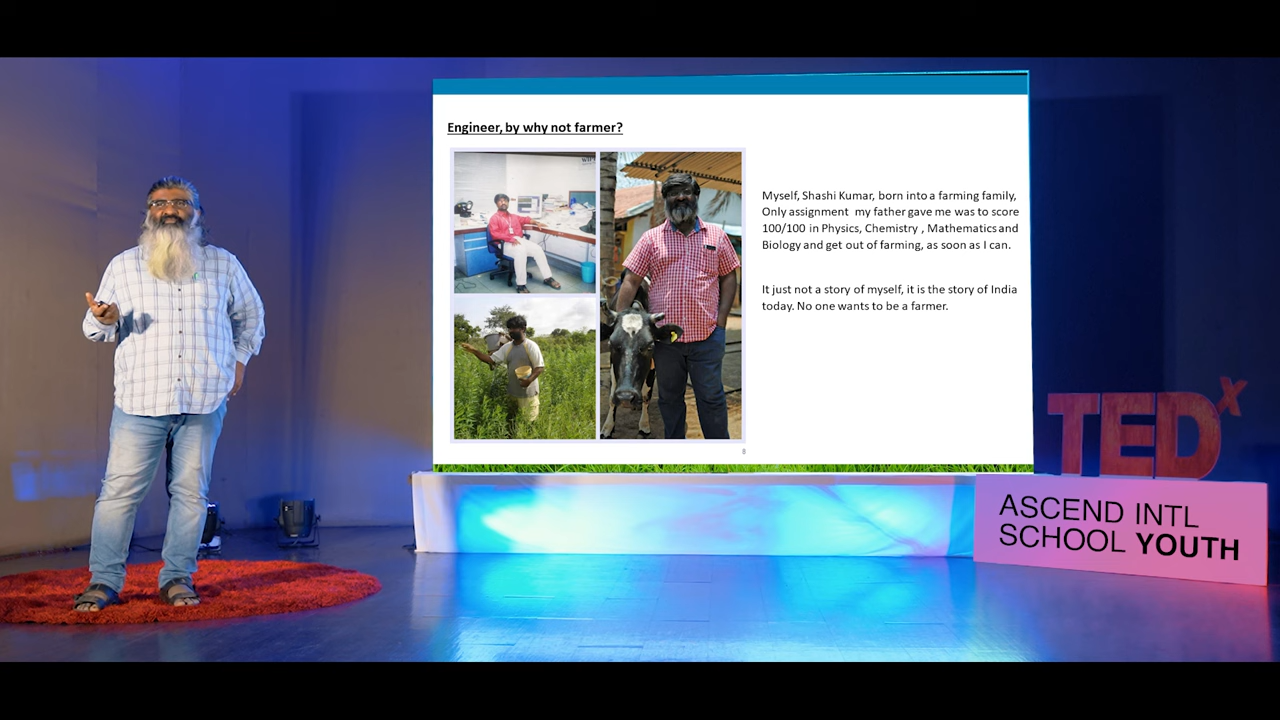 Engineer, by why not farmer?
Myself, Shashi Kumar, born into a farming family,
Only assignment my father gave me was to score
100/100 in Physics, Chemistry , Mathematics and
Biology and get out of farming, as soon as I can.
It just not a story of myself, it is the story of India
today. No one wants to be a farmer.
8
TEDx
ASCEND INTL
SCHOOL YOUTH